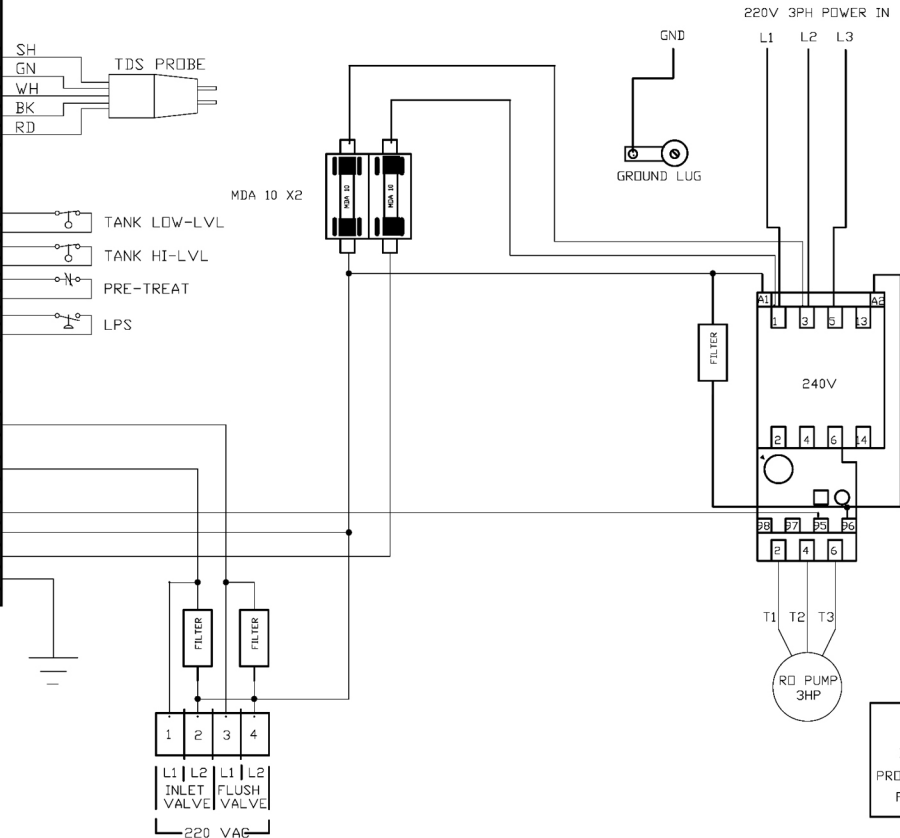 220V 3PH POWER IN
GND
L1 L2 L3
SH
GN
WH
BK
RD
TDS PROBE
GROUND LUG
MDA 10 X2
MDA 10
MDA 10
TANK LOW-LVL
TANK HI-LVL
PRE-TREAT
LPS
A1 A2
1 3 5 13
FILTER
240V
2 4 6 14
98 97 95 96
2 4 6
T1 T2 T3
RO PUMP
3HP
FILTER
FILTER
1 2 3 4
L1 L2 L1 L2
INLET VALVE
FLUSH VALVE
220 VAC
PRO